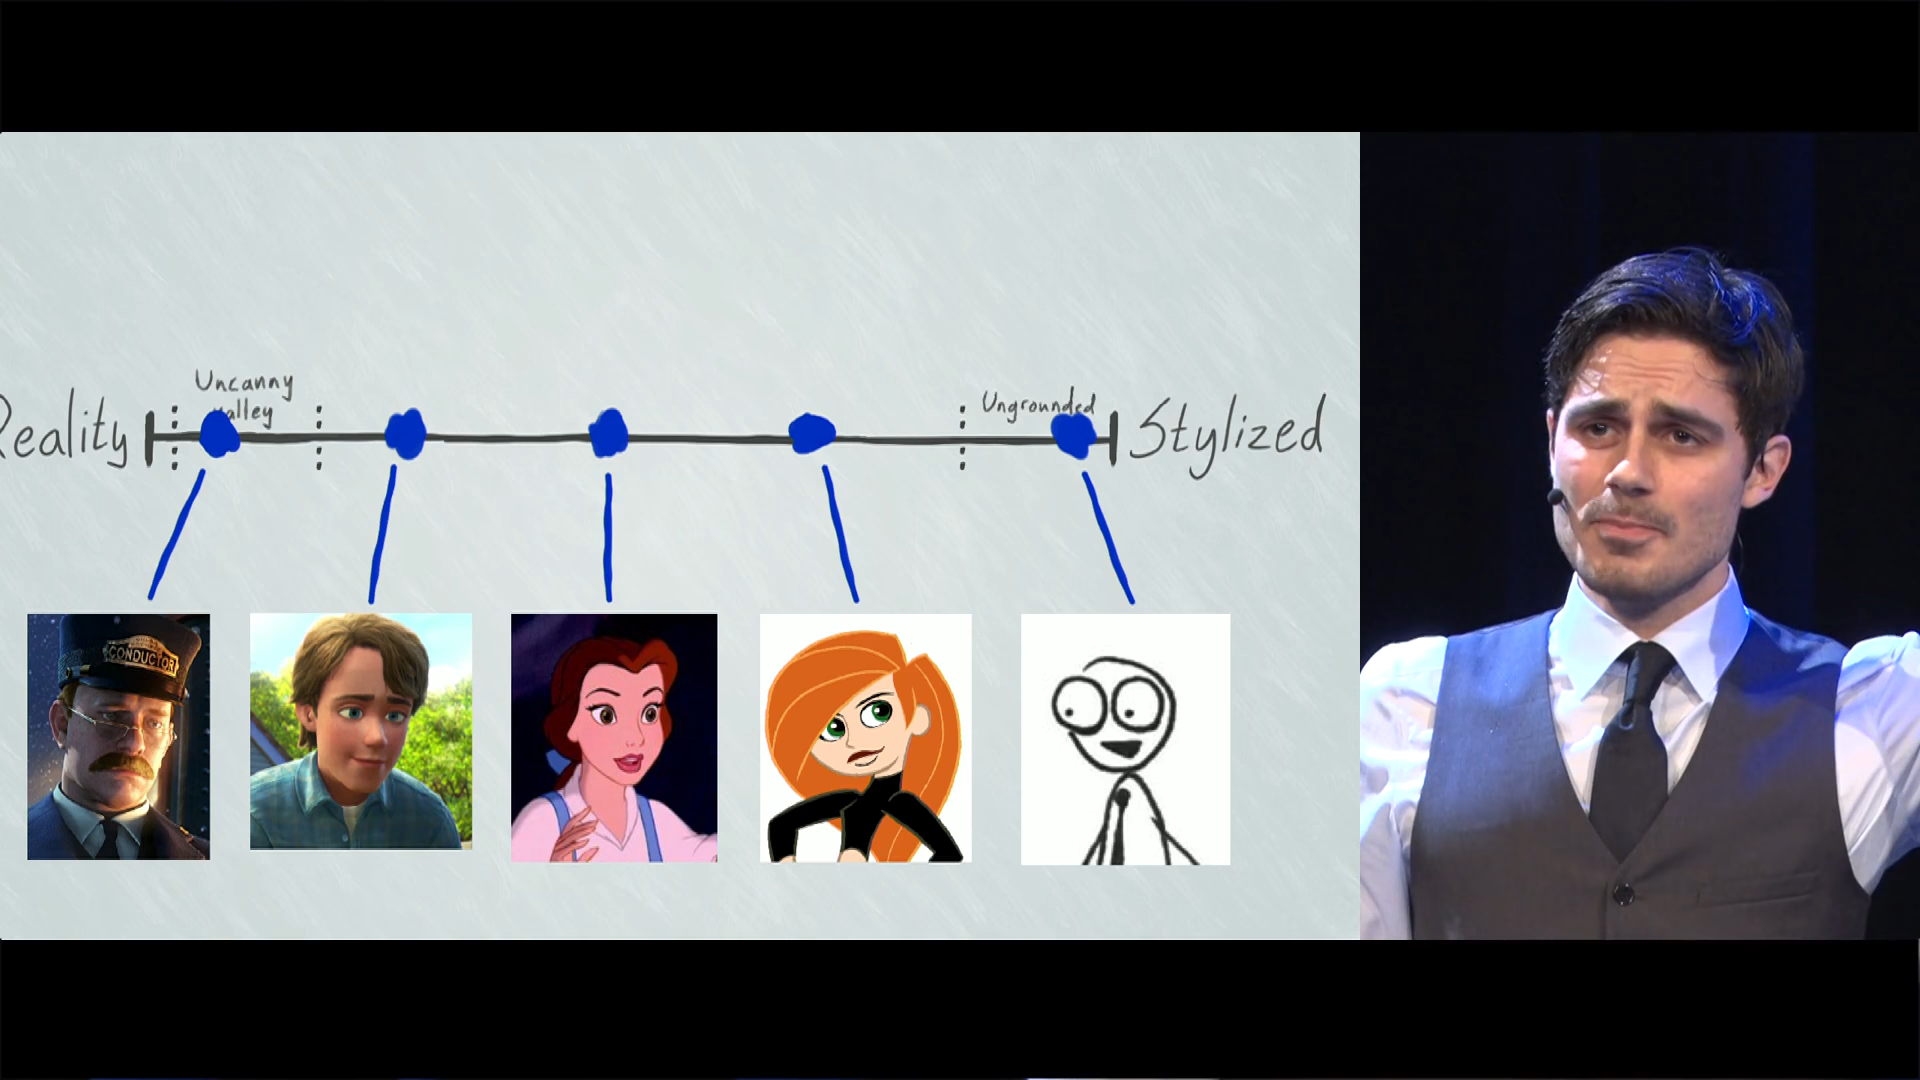 Uncanny
Valley
Ungrounded
Reality
Stylized
CONDUCTOR